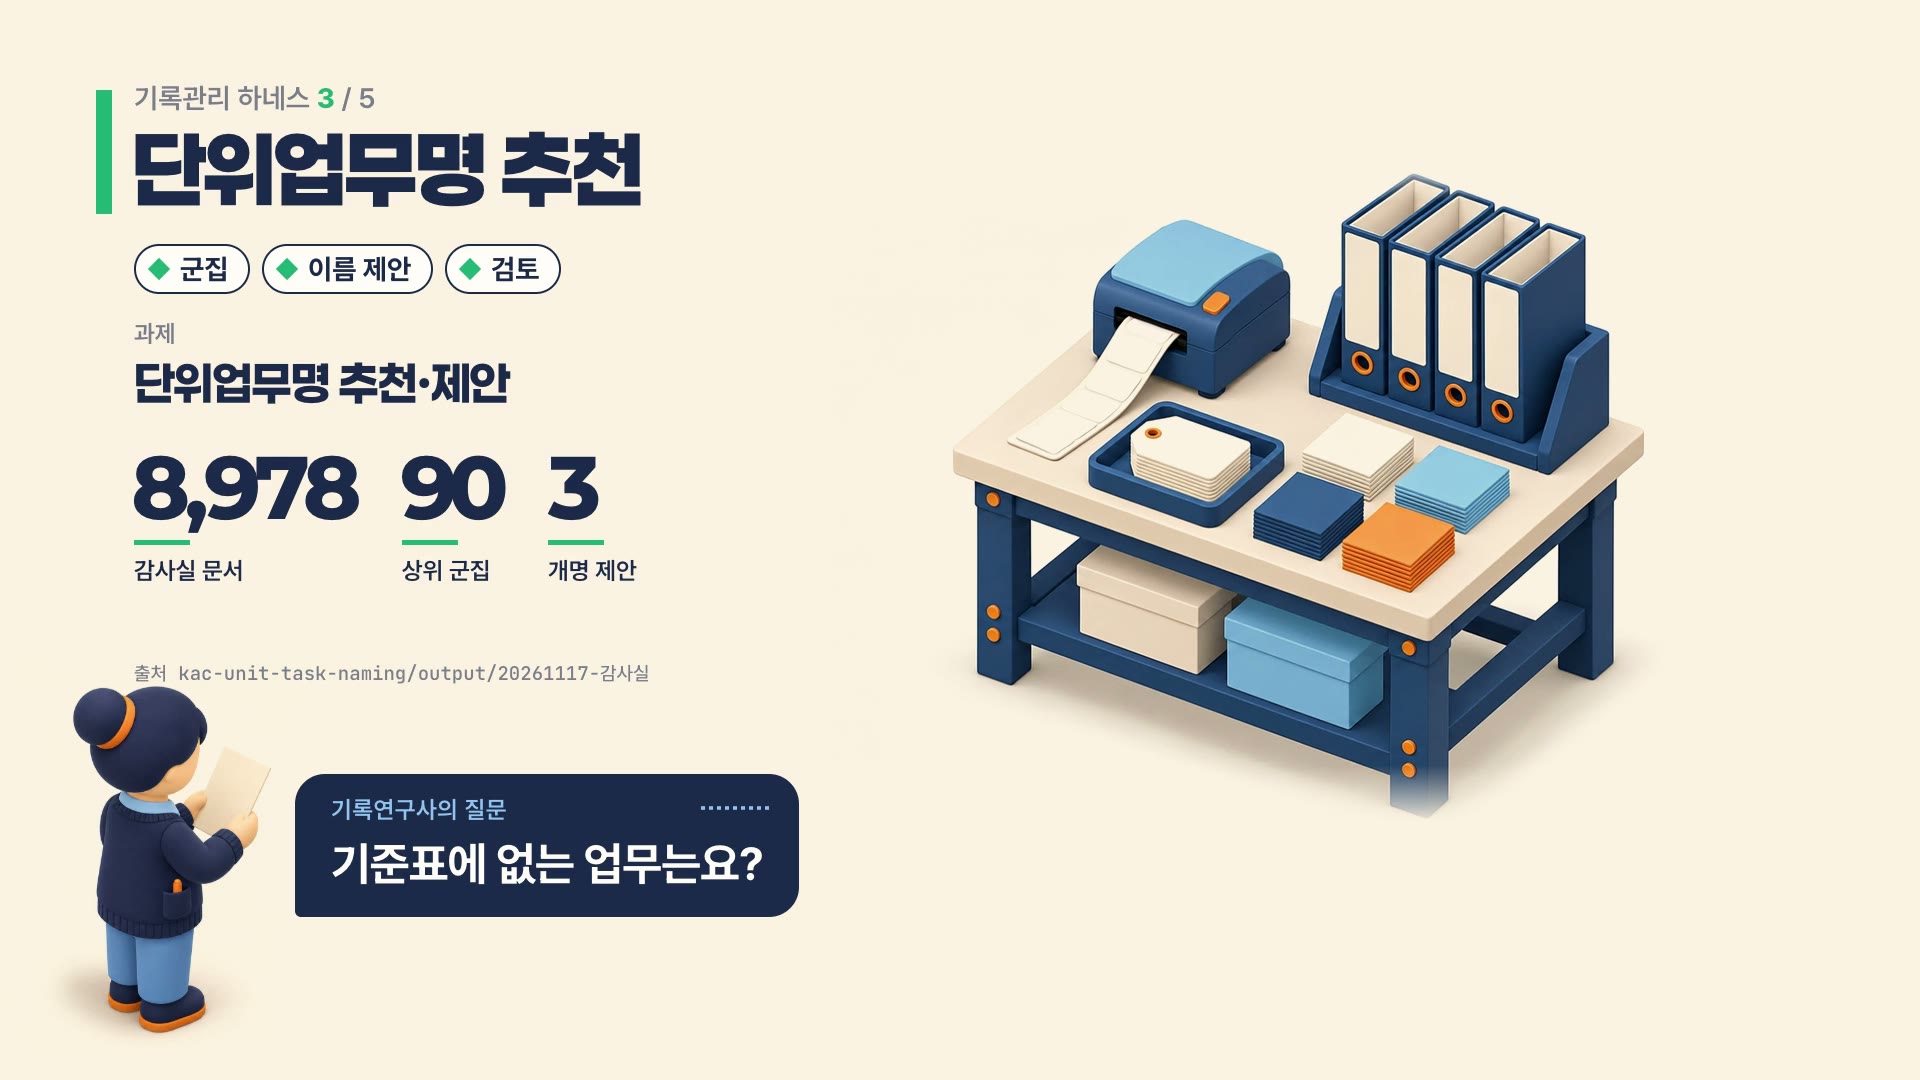 기록관리 하네스 3 / 5
단위업무명 추천
군집 이름 제안 검토
과제
단위업무명 추천·제안
8,978 90 3
감사실 문서 상위 군집 개명 제안
출처 kac-unit-task-naming/output/20261117-감사실
기록연구사의 질문
기준표에 없는 업무는요?